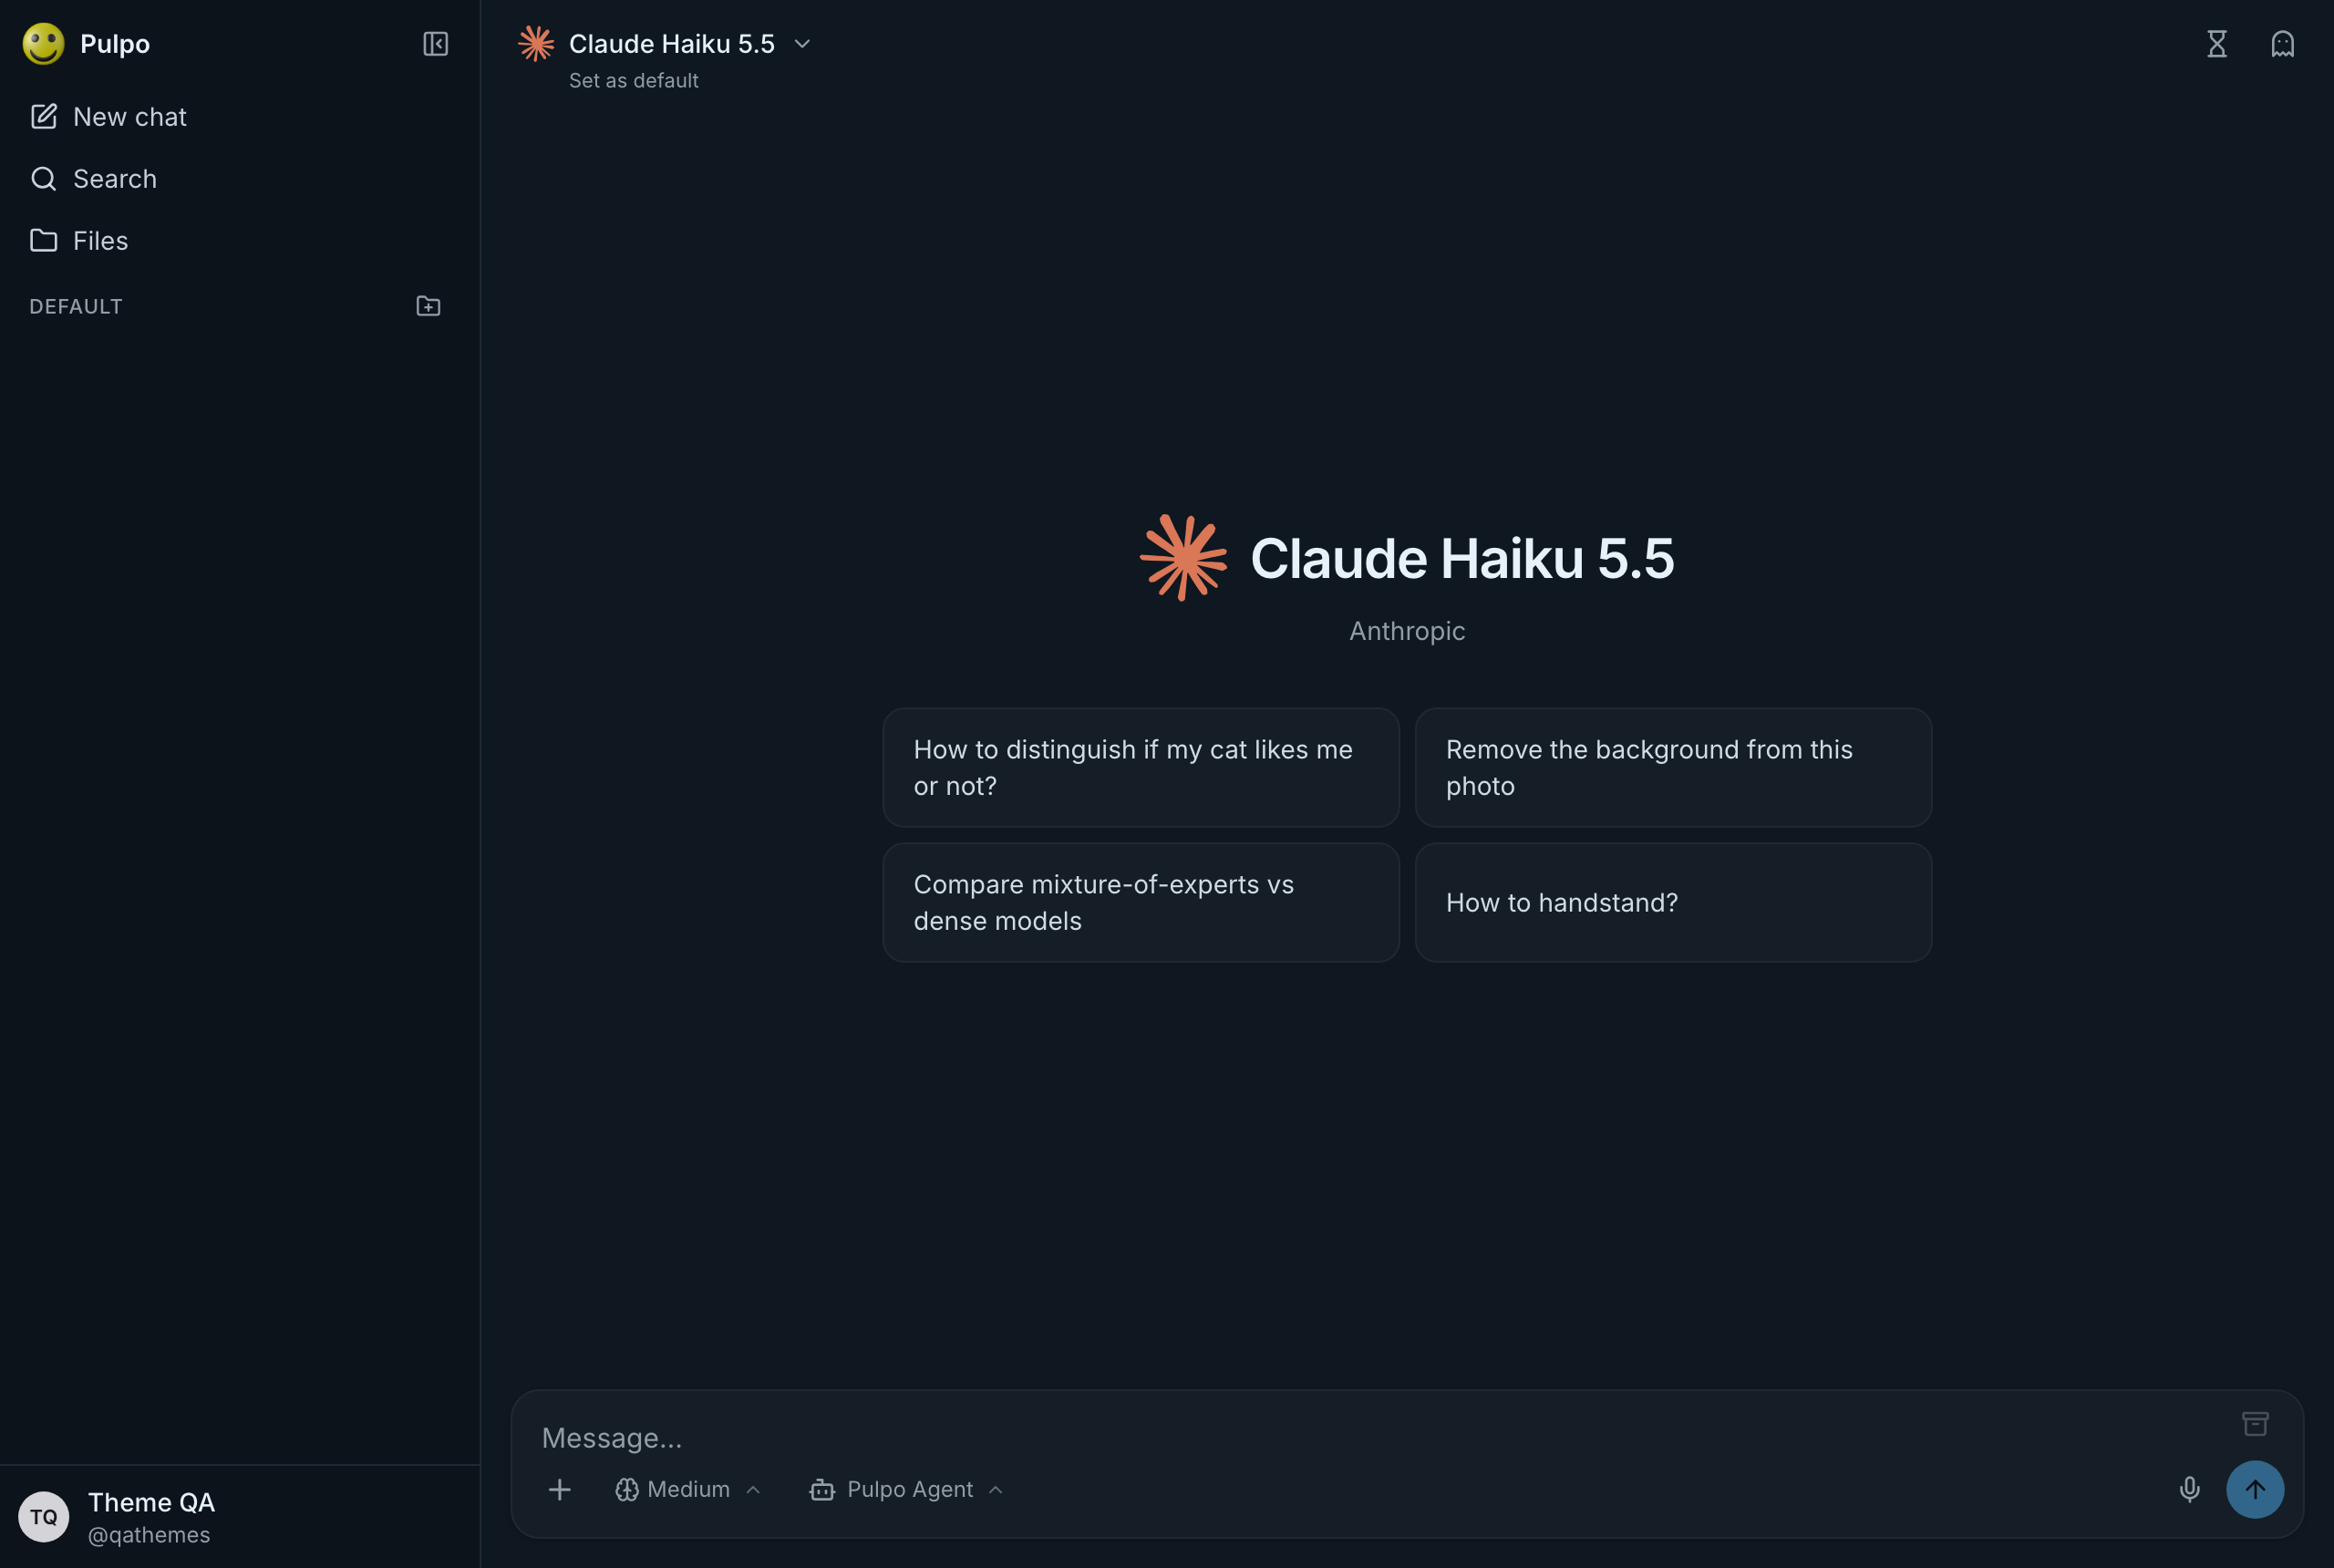 Pulpo
New chat
Search
Files
DEFAULT
TQ
Theme QA
@qathemes
Claude Haiku 5.5
Set as default
Claude Haiku 5.5
Anthropic
How to distinguish if my cat likes me
or not?
Remove the background from this
photo
Compare mixture-of-experts vs
dense models
How to handstand?
Message...
Medium
Pulpo Agent